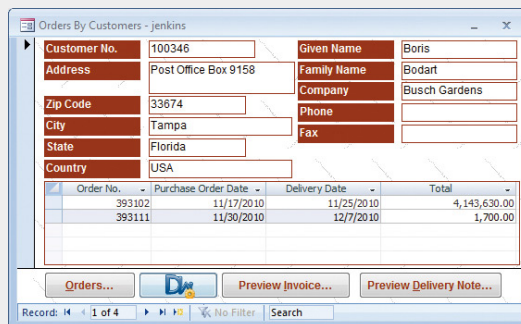 Orders By Customers - jenkins
Customer No. 100346 Given Name Boris
Address Post Office Box 9158 Family Name Bodart
Company Busch Gardens
Zip Code 33674 Phone
City Tampa Fax
State Florida
Country USA
Order No. Purchase Order Date Delivery Date Total
393102 11/17/2010 11/25/2010 4,143,630.00
393111 11/30/2010 12/7/2010 1,700.00
Orders... Preview Invoice... Preview Delivery Note...
Record: 1 of 4 No Filter Search